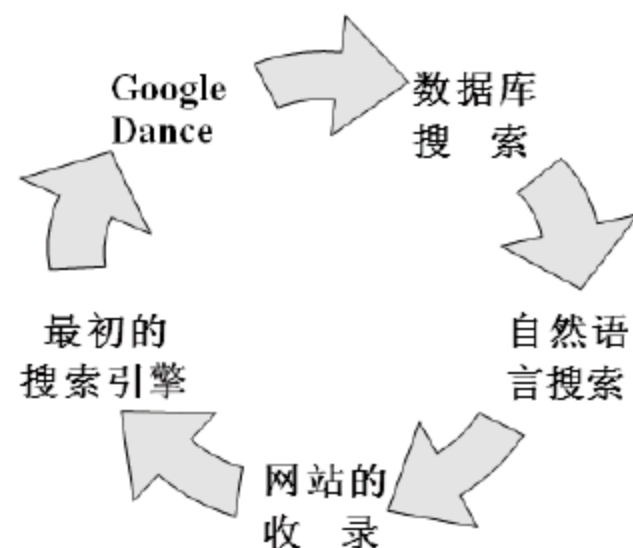 Google
Dance
数据库
搜 索
自然语
言搜索
网站的
收 录
最初的
搜索引擎